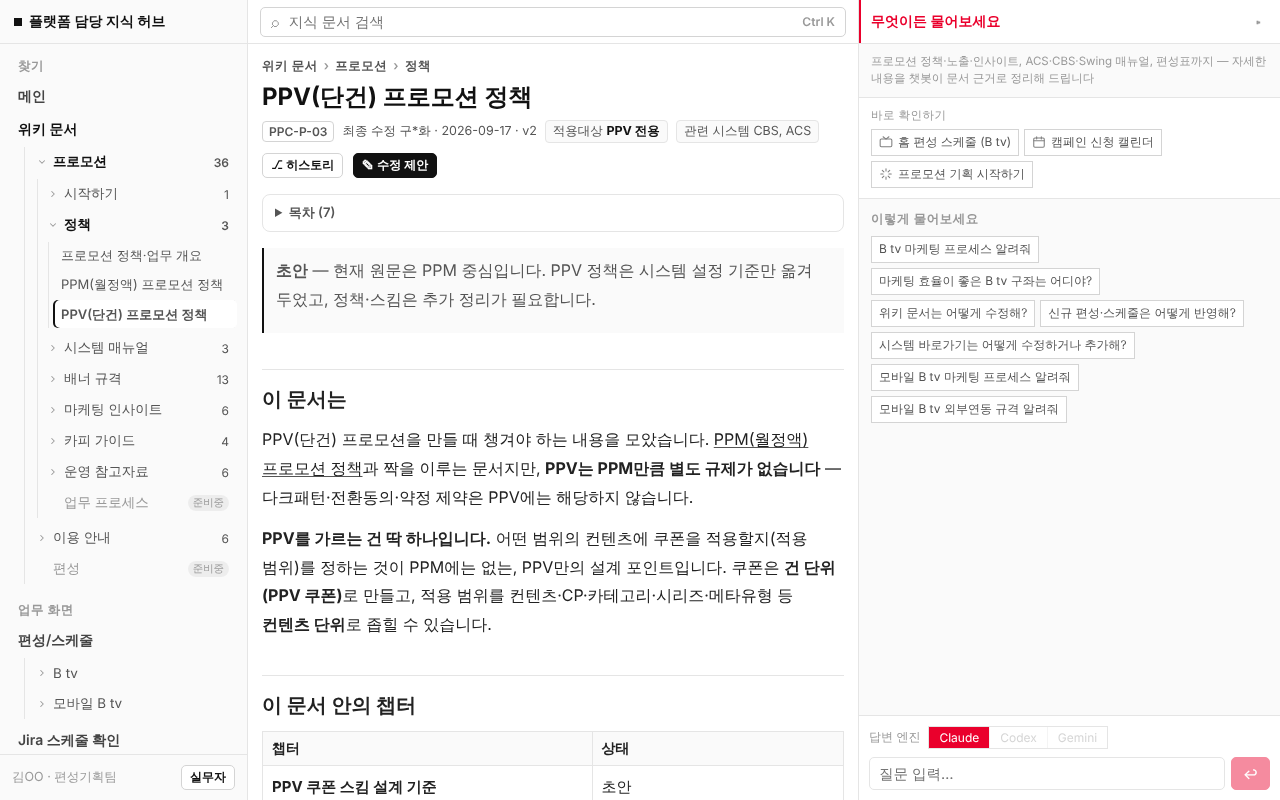 플랫폼 담당 지식 허브
찾기
메인
위키 문서
프로모션 36
시작하기 1
정책 3
프로모션 정책·업무 개요
PPM(월정액) 프로모션 정책
PPV(단건) 프로모션 정책
시스템 매뉴얼 3
배너 규격 13
마케팅 인사이트 6
카피 가이드 4
운영 참고자료 6
업무 프로세스 준비중
이용 안내 6
편성 준비중
업무 화면
편성/스케줄
B tv
모바일 B tv
Jira 스케줄 확인
김OO · 편성기획팀 실무자
지식 문서 검색 Ctrl K
위키 문서 › 프로모션 › 정책
PPV(단건) 프로모션 정책
PPC-P-03 최종 수정 구*화 · 2026-09-17 · v2 적용대상 PPV 전용 관련 시스템 CBS, ACS
⎇ 히스토리 ✎ 수정 제안
▶ 목차 (7)
초안 — 현재 원문은 PPM 중심입니다. PPV 정책은 시스템 설정 기준만 옮겨
두었고, 정책·스킴은 추가 정리가 필요합니다.
이 문서는
PPV(단건) 프로모션을 만들 때 챙겨야 하는 내용을 모았습니다. PPM(월정액)
프로모션 정책과 짝을 이루는 문서지만, PPV는 PPM만큼 별도 규제가 없습니다 —
다크패턴·전환동의·약정 제약은 PPV에는 해당하지 않습니다.
PPV를 가르는 건 딱 하나입니다. 어떤 범위의 컨텐츠에 쿠폰을 적용할지(적용
범위)를 정하는 것이 PPM에는 없는, PPV만의 설계 포인트입니다. 쿠폰은 건 단위
(PPV 쿠폰)로 만들고, 적용 범위를 컨텐츠·CP·카테고리·시리즈·메타유형 등
컨텐츠 단위로 좁힐 수 있습니다.
이 문서 안의 챕터
챕터 상태
PPV 쿠폰 스킴 설계 기준 초안
무엇이든 물어보세요
프로모션 정책·노출·인사이트, ACS·CBS·Swing 매뉴얼, 편성표까지 — 자세한
내용을 챗봇이 문서 근거로 정리해 드립니다
바로 확인하기
홈 편성 스케줄 (B tv) 캠페인 신청 캘린더
프로모션 기획 시작하기
이렇게 물어보세요
B tv 마케팅 프로세스 알려줘
마케팅 효율이 좋은 B tv 구좌는 어디야?
위키 문서는 어떻게 수정해? 신규 편성·스케줄은 어떻게 반영해?
시스템 바로가기는 어떻게 수정하거나 추가해?
모바일 B tv 마케팅 프로세스 알려줘
모바일 B tv 외부연동 규격 알려줘
답변 엔진 Claude Codex Gemini
질문 입력…